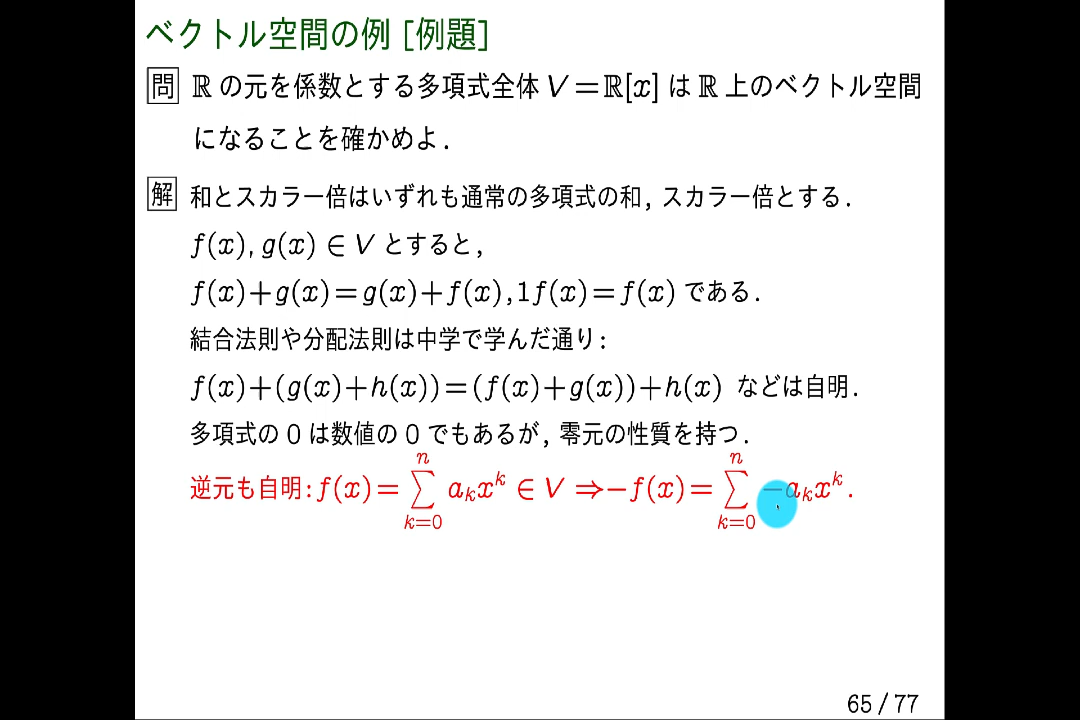 ベクトル空間の例 [例題]
問 ℝ の元を係数とする多項式全体 V=ℝ[x] は ℝ 上のベクトル空間
になることを確かめよ.
解 和とスカラー倍はいずれも通常の多項式の和, スカラー倍とする.
f(x), g(x) ∈ V とすると,
f(x)+g(x)=g(x)+f(x), 1f(x)=f(x) である.
結合法則や分配法則は中学で学んだ通り:
f(x)+(g(x)+h(x))=(f(x)+g(x))+h(x) などは自明.
多項式の 0 は数値の 0 でもあるが, 零元の性質を持つ.
逆元も自明: f(x)=∑_{k=0}^{n} a_k x^k ∈ V ⇒ −f(x)=∑_{k=0}^{n} −a_k x^k.
65 / 77